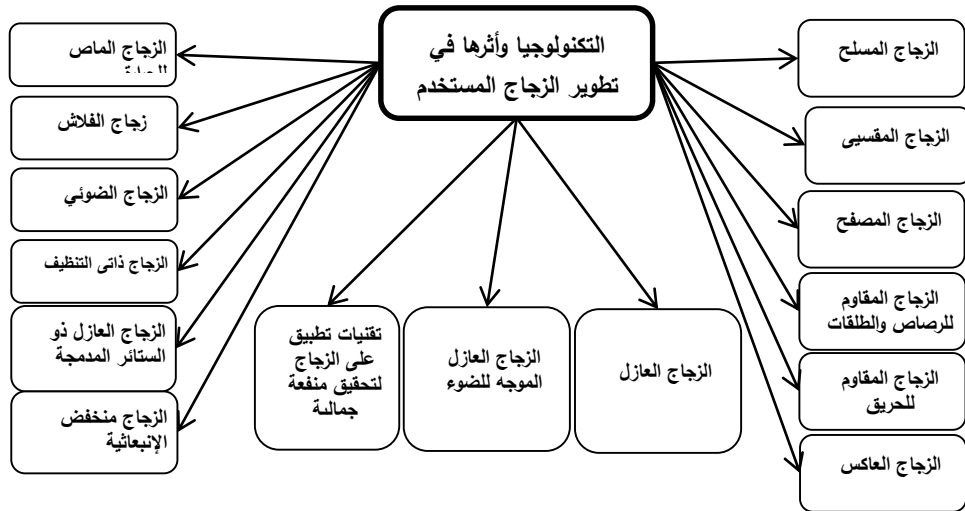 التكنولوجيا وأثرها في
تطوير الزجاج المستخدم
الزجاج المسلح
الزجاج المقسي
الزجاج المصفح
الزجاج المقاوم
للرصاص والطلقات
الزجاج المقاوم
للحريق
الزجاج العاكس
الزجاج العازل
الزجاج العازل
الموجه للضوء
تقنيات تطبيق
على الزجاج
لتحقيق منفعة
جمالية
الزجاج الماص
زجاج الفلاش
الزجاج الضوئي
الزجاج ذاتى التنظيف
الزجاج العازل ذو
الستائر المدمجة
الزجاج منخفض
الإنبعاثية